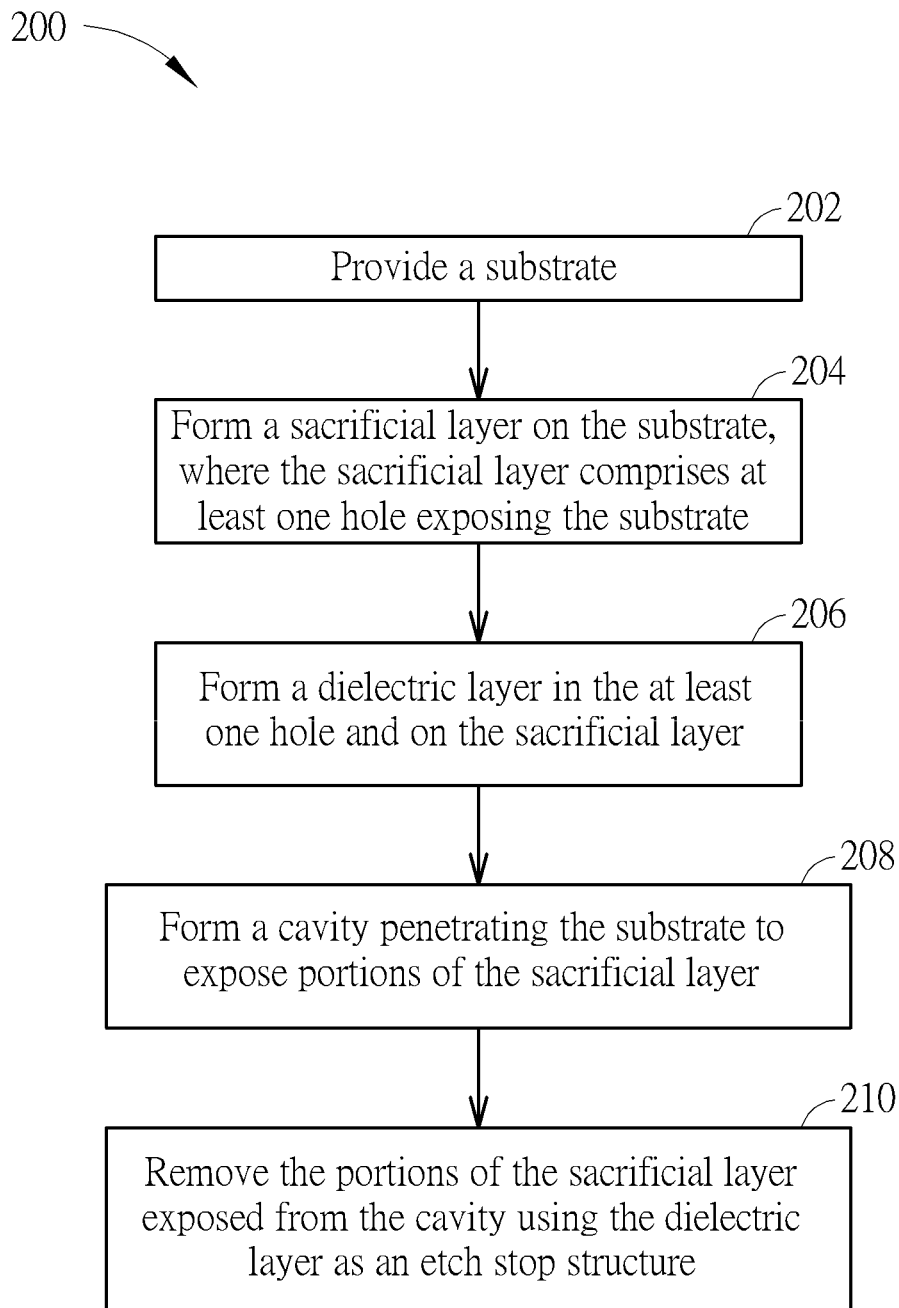 200
202
Provide a substrate
204
Form a sacrificial layer on the substrate,
where the sacrificial layer comprises at
least one hole exposing the substrate
206
Form a dielectric layer in the at least
one hole and on the sacrificial layer
208
Form a cavity penetrating the substrate to
expose portions of the sacrificial layer
210
Remove the portions of the sacrificial layer
exposed from the cavity using the dielectric
layer as an etch stop structure